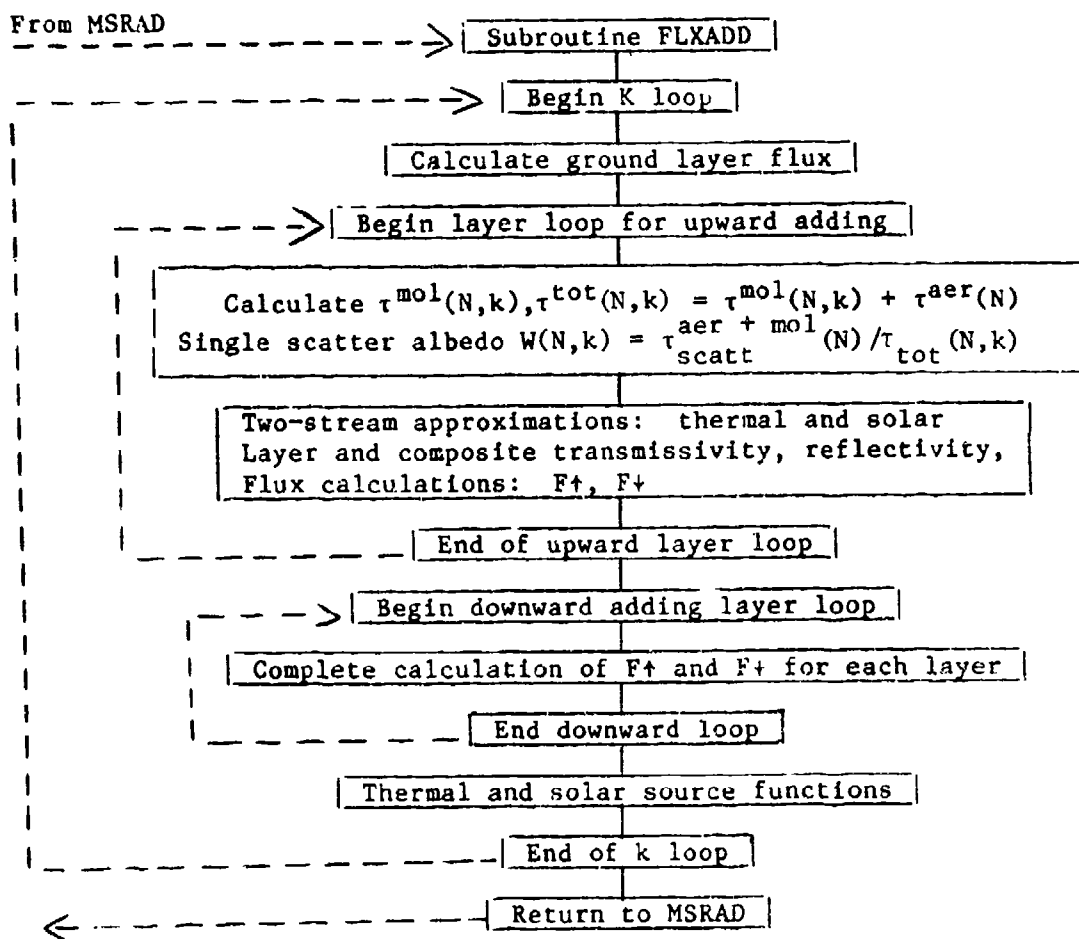 From MSRAD
Subroutine FLXADD
Begin K loop
Calculate ground layer flux
Begin layer loop for upward adding
Calculate τ^mol(N,k),τ^tot(N,k) = τ^mol(N,k) + τ^aer(N)
Single scatter albedo W(N,k) = τ_scatt^aer + mol(N)/τ_tot(N,k)
Two-stream approximations: thermal and solar
Layer and composite transmissivity, reflectivity,
Flux calculations: F↑, F↓
End of upward layer loop
Begin downward adding layer loop
Complete calculation of F↑ and F↓ for each layer
End downward loop
Thermal and solar source functions
End of k loop
Return to MSRAD